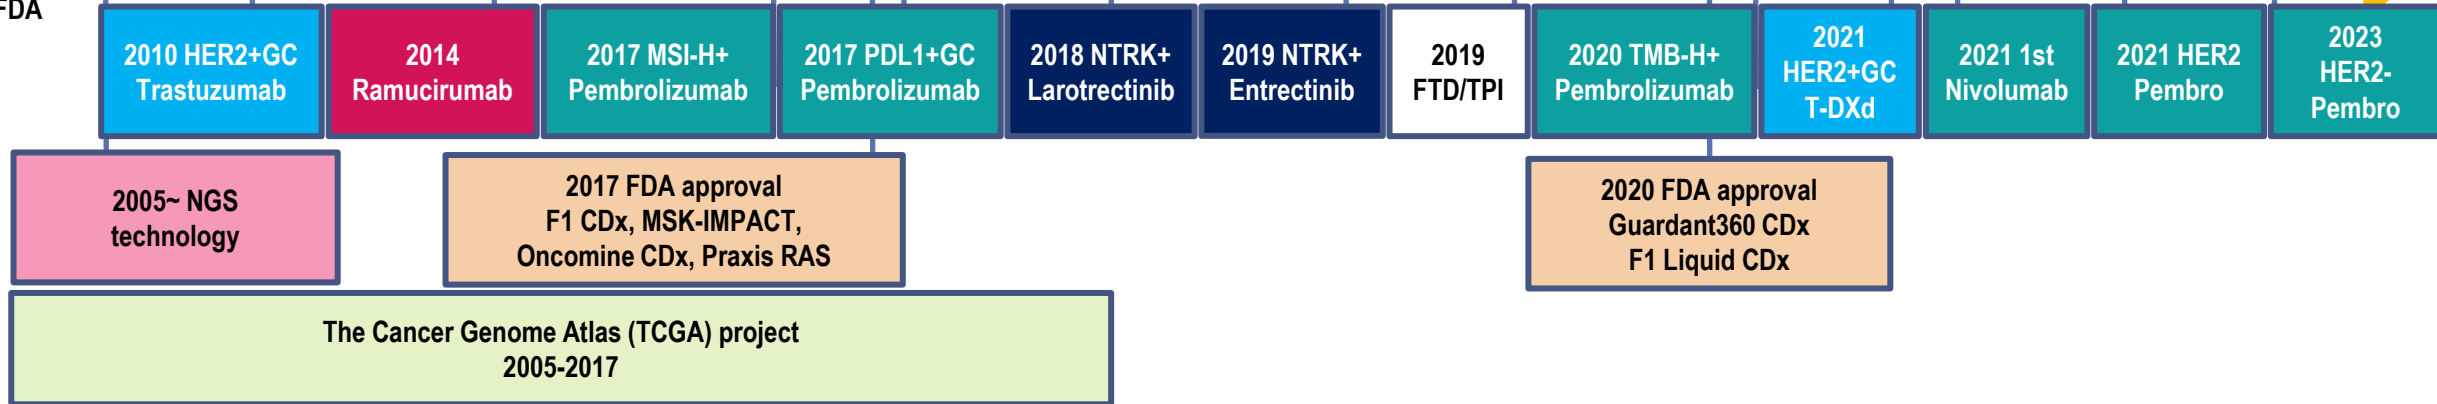 FDA
2010 HER2+GC
Trastuzumab
2014
Ramucirumab
2017 MSI-H+
Pembrolizumab
2017 PDL1+GC
Pembrolizumab
2018 NTRK+
Larotrectinib
2019 NTRK+
Entrectinib
2019
FTD/TPI
2020 TMB-H+
Pembrolizumab
2021
HER2+GC
T-DXd
2021 1st
Nivolumab
2021 HER2
Pembro
2023
HER2-
Pembro
2005~ NGS
technology
2017 FDA approval
F1 CDx, MSK-IMPACT,
Oncomine CDx, Praxis RAS
2020 FDA approval
Guardant360 CDx
F1 Liquid CDx
The Cancer Genome Atlas (TCGA) project
2005-2017